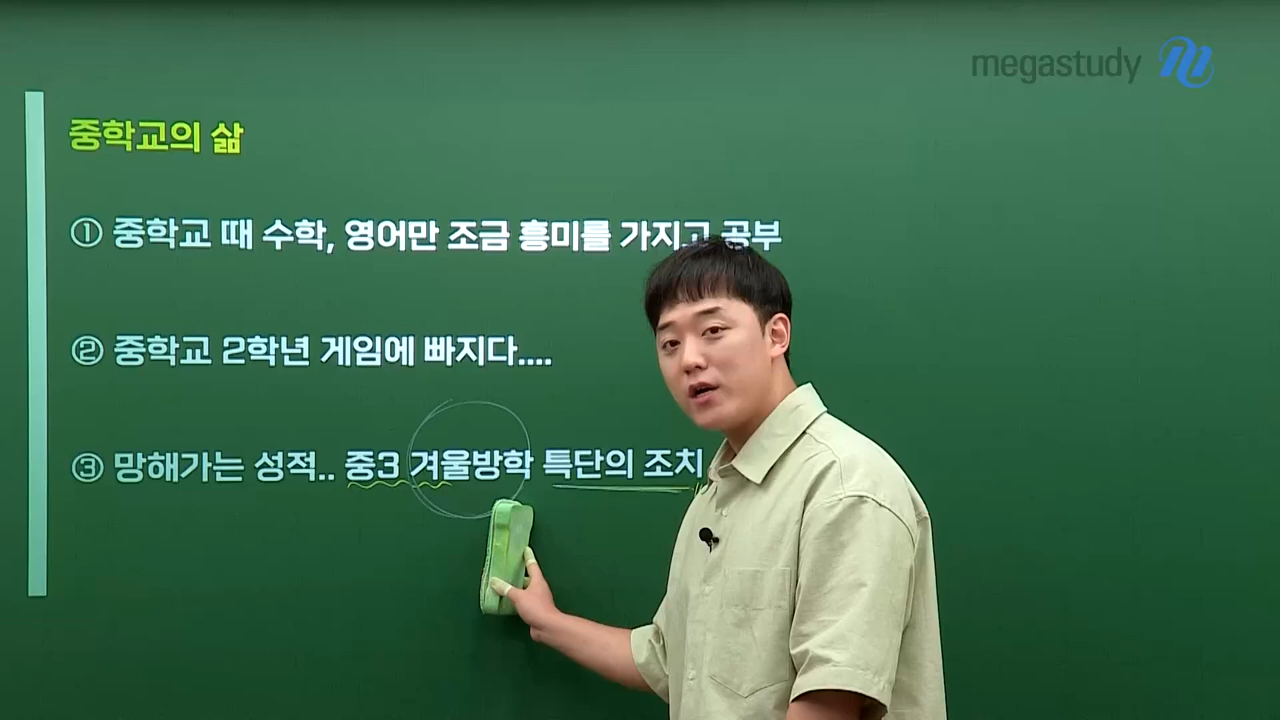 megastudy
중학교의 삶
① 중학교 때 수학, 영어만 조금 흥미를 가지고 공부
② 중학교 2학년 게임에 빠지다....
③ 망해가는 성적.. 중3 겨울방학 특단의 조치